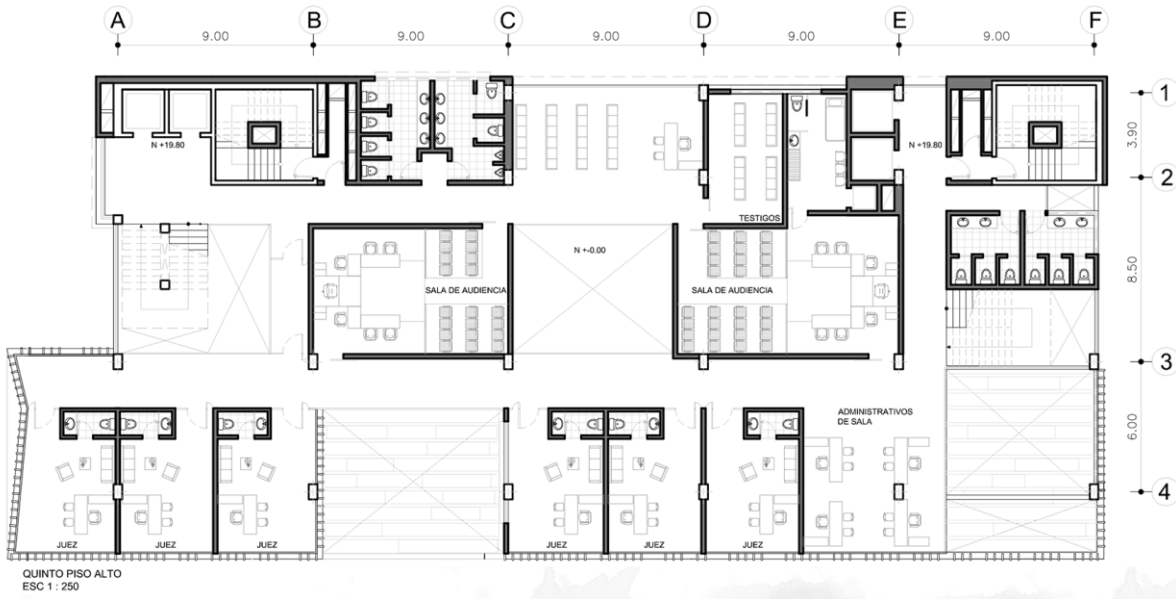 A B C D E F
9.00 9.00 9.00 9.00 9.00
1
N +19.80
N +19.80
3.90
2
TESTIGOS
N +-0.00
SALA DE AUDIENCIA
SALA DE AUDIENCIA
8.50
3
ADMINISTRATIVOS
DE SALA
6.00
4
JUEZ JUEZ JUEZ JUEZ JUEZ JUEZ
QUINTO PISO ALTO
ESC 1 : 250